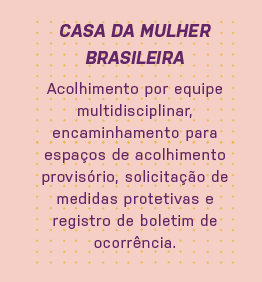 CASA DA MULHER
BRASILEIRA
Acolhimento por equipe
multidisciplinar,
encaminhamento para
espaços de acolhimento
provisório, solicitação de
medidas protetivas e
registro de boletim de
ocorrência.